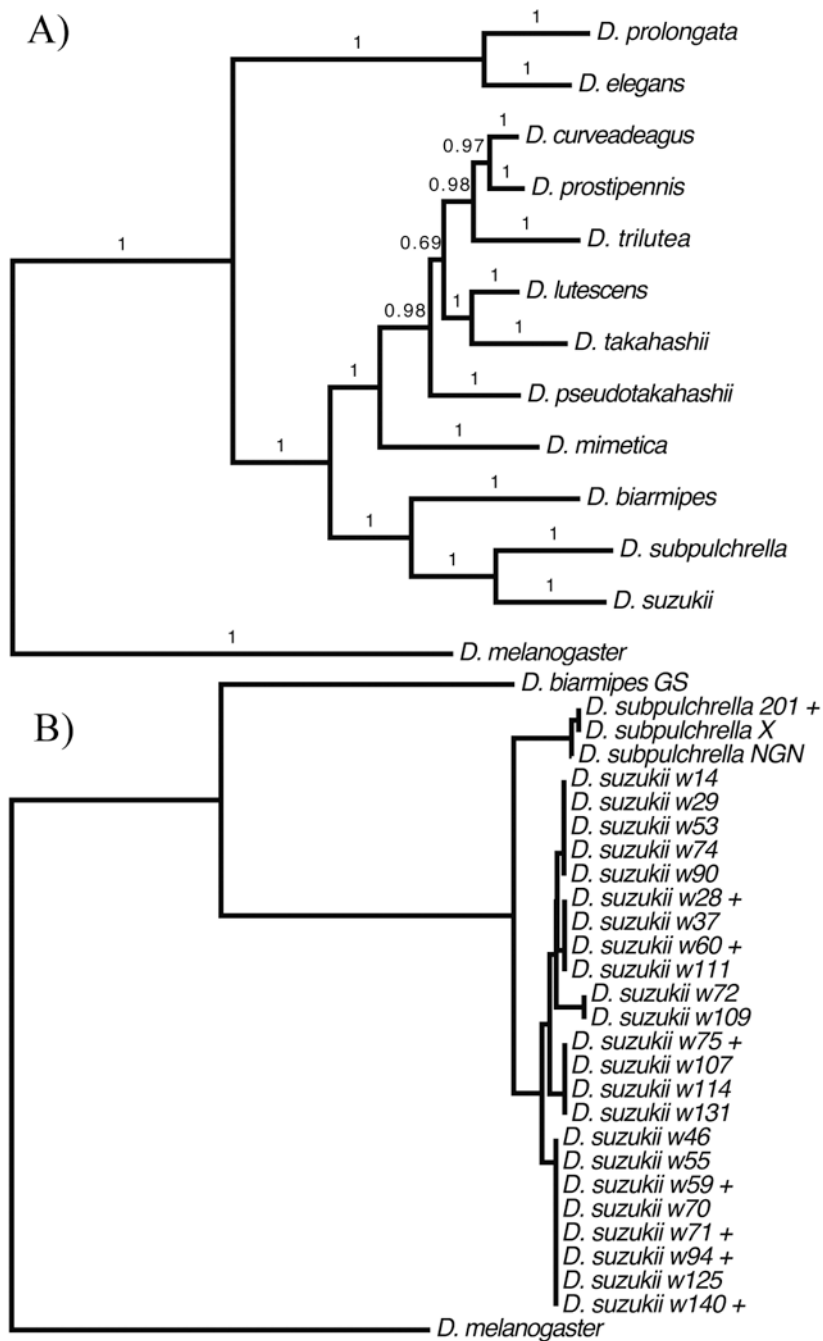 A)
1
D. prolongata
1
1
D. elegans
1
D. curveadeagus
0.97
1
D. prostipennis
0.98
1
D. trilutea
1
0.69
1
D. lutescens
1
1
D. takahashii
0.98
1
D. pseudotakahashii
1
1
D. mimetica
1
1
D. biarmipes
1
1
D. subpulchrella
1
1
D. suzukii
1
D. melanogaster
B)
D. biarmipes GS
D. subpulchrella 201 +
D. subpulchrella X
D. subpulchrella NGN
D. suzukii w14
D. suzukii w29
D. suzukii w53
D. suzukii w74
D. suzukii w90
D. suzukii w28 +
D. suzukii w37
D. suzukii w60 +
D. suzukii w111
D. suzukii w72
D. suzukii w109
D. suzukii w75 +
D. suzukii w107
D. suzukii w114
D. suzukii w131
D. suzukii w46
D. suzukii w55
D. suzukii w59 +
D. suzukii w70
D. suzukii w71 +
D. suzukii w94 +
D. suzukii w125
D. suzukii w140 +
D. melanogaster